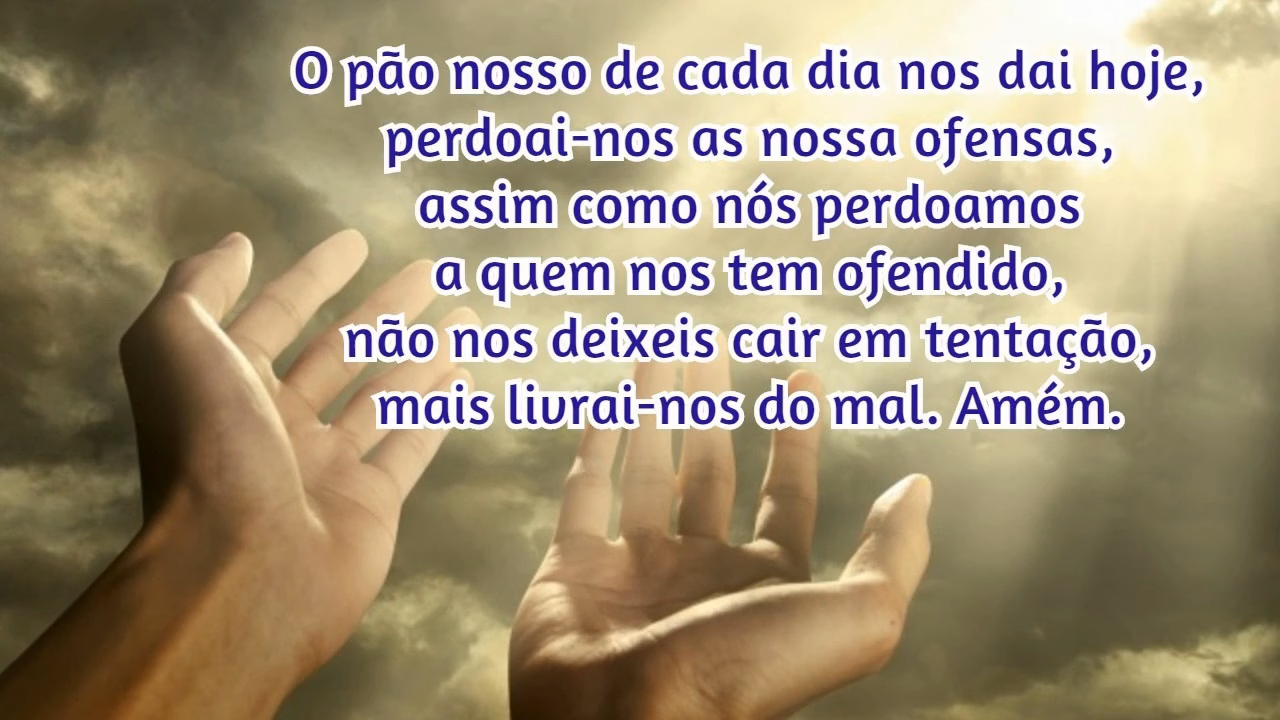 O pão nosso de cada dia nos dai hoje,
perdoai-nos as nossa ofensas,
assim como nós perdoamos
a quem nos tem ofendido,
não nos deixeis cair em tentação,
mais livrai-nos do mal. Amém.